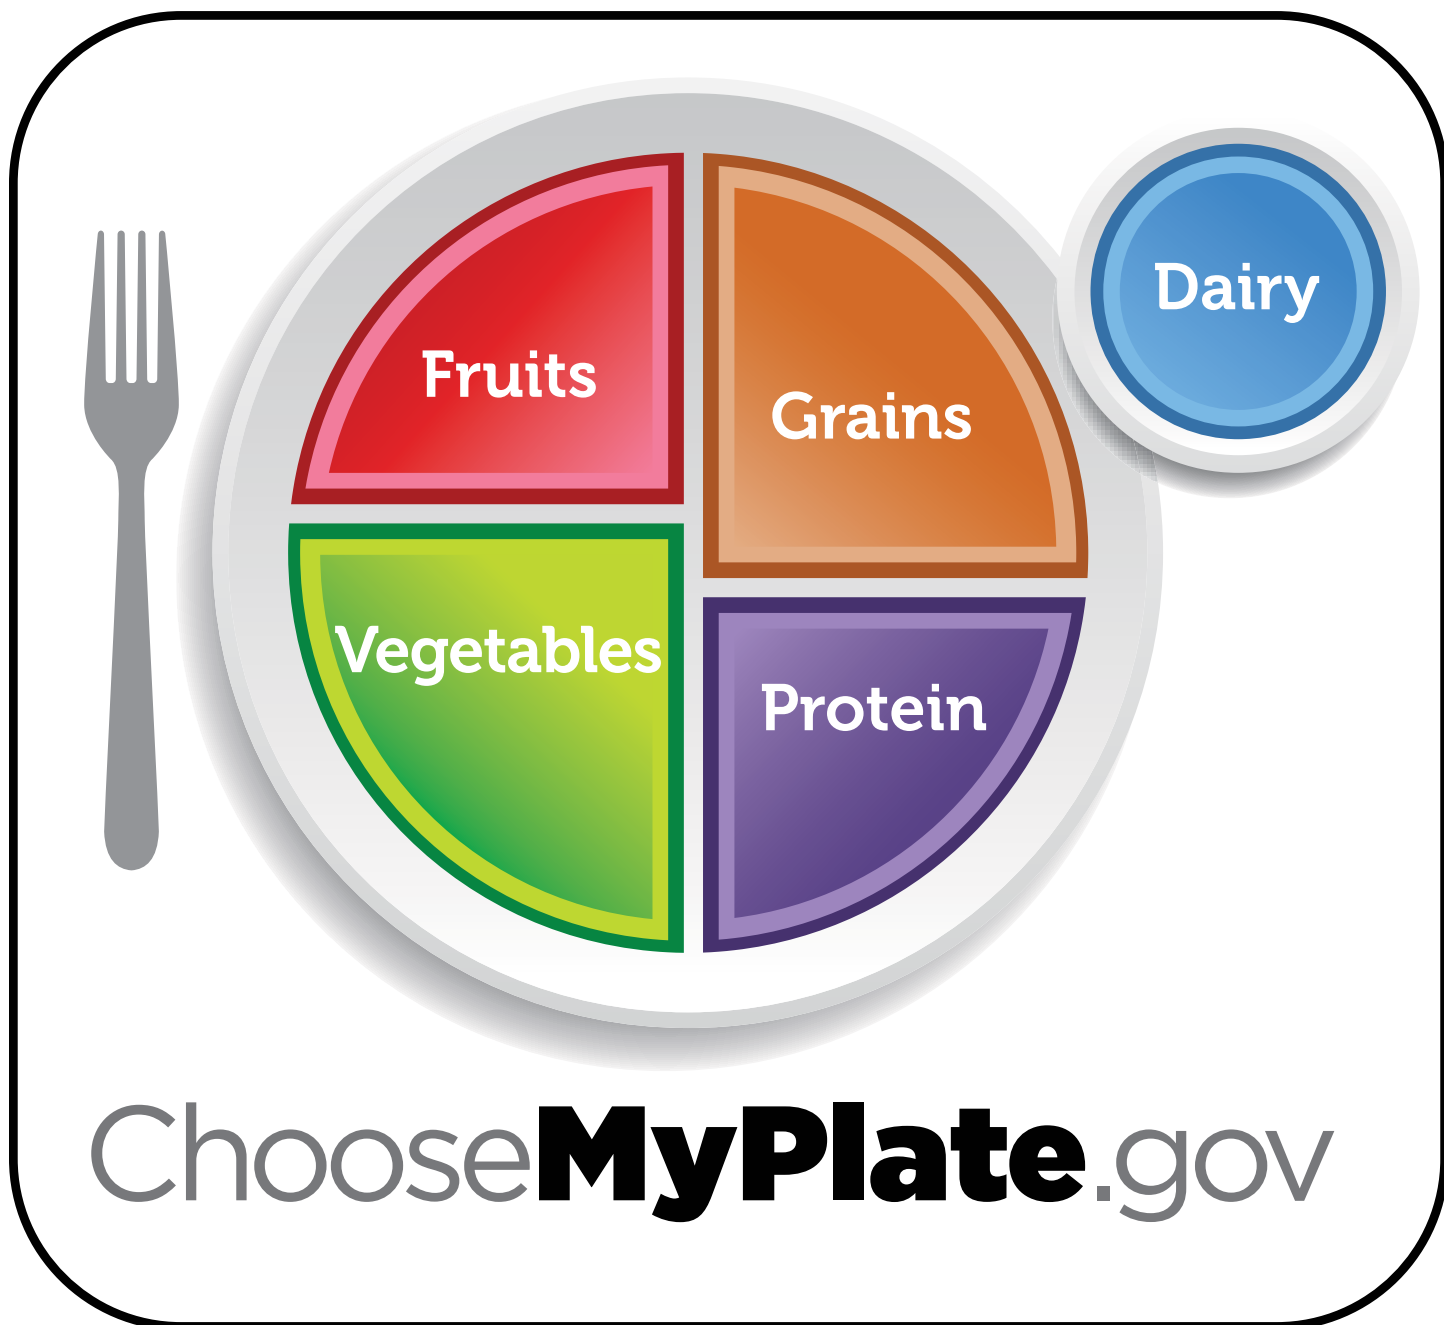 Fruits
Grains
Dairy
Vegetables
Protein
ChooseMyPlate.gov